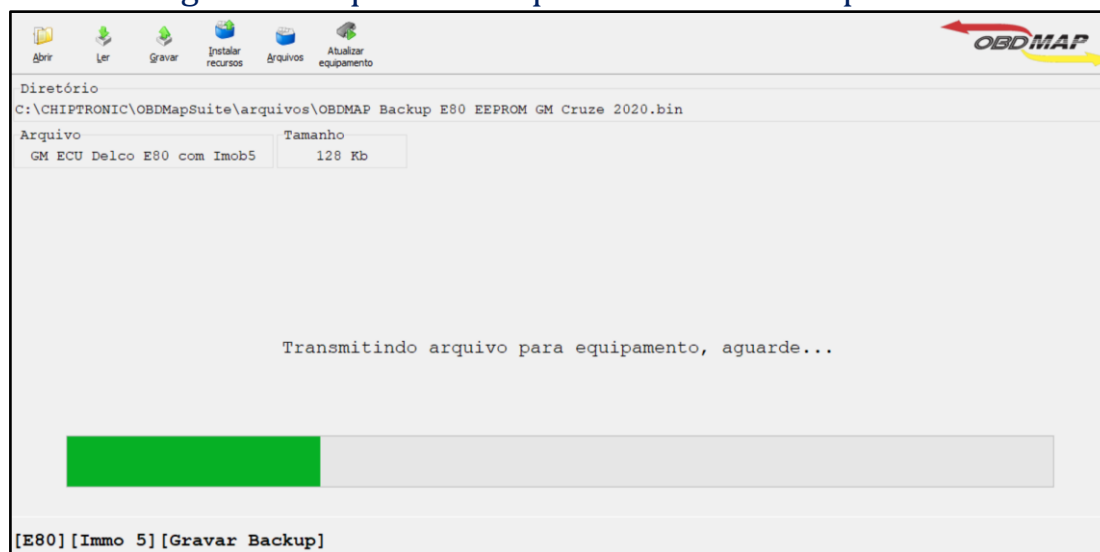 Abrir
Ler
Gravar
Instalar
recursos
Arquivos
Atualizar
equipamento
OBDMAP
Diretório
C:\CHIPTRONIC\OBDMapSuite\arquivos\OBDMAP Backup E80 EEPROM GM Cruze 2020.bin
Arquivo
GM ECU Delco E80 com Imob5
Tamanho
128 Kb
Transmitindo arquivo para equipamento, aguarde...
[E80][Immo 5][Gravar Backup]